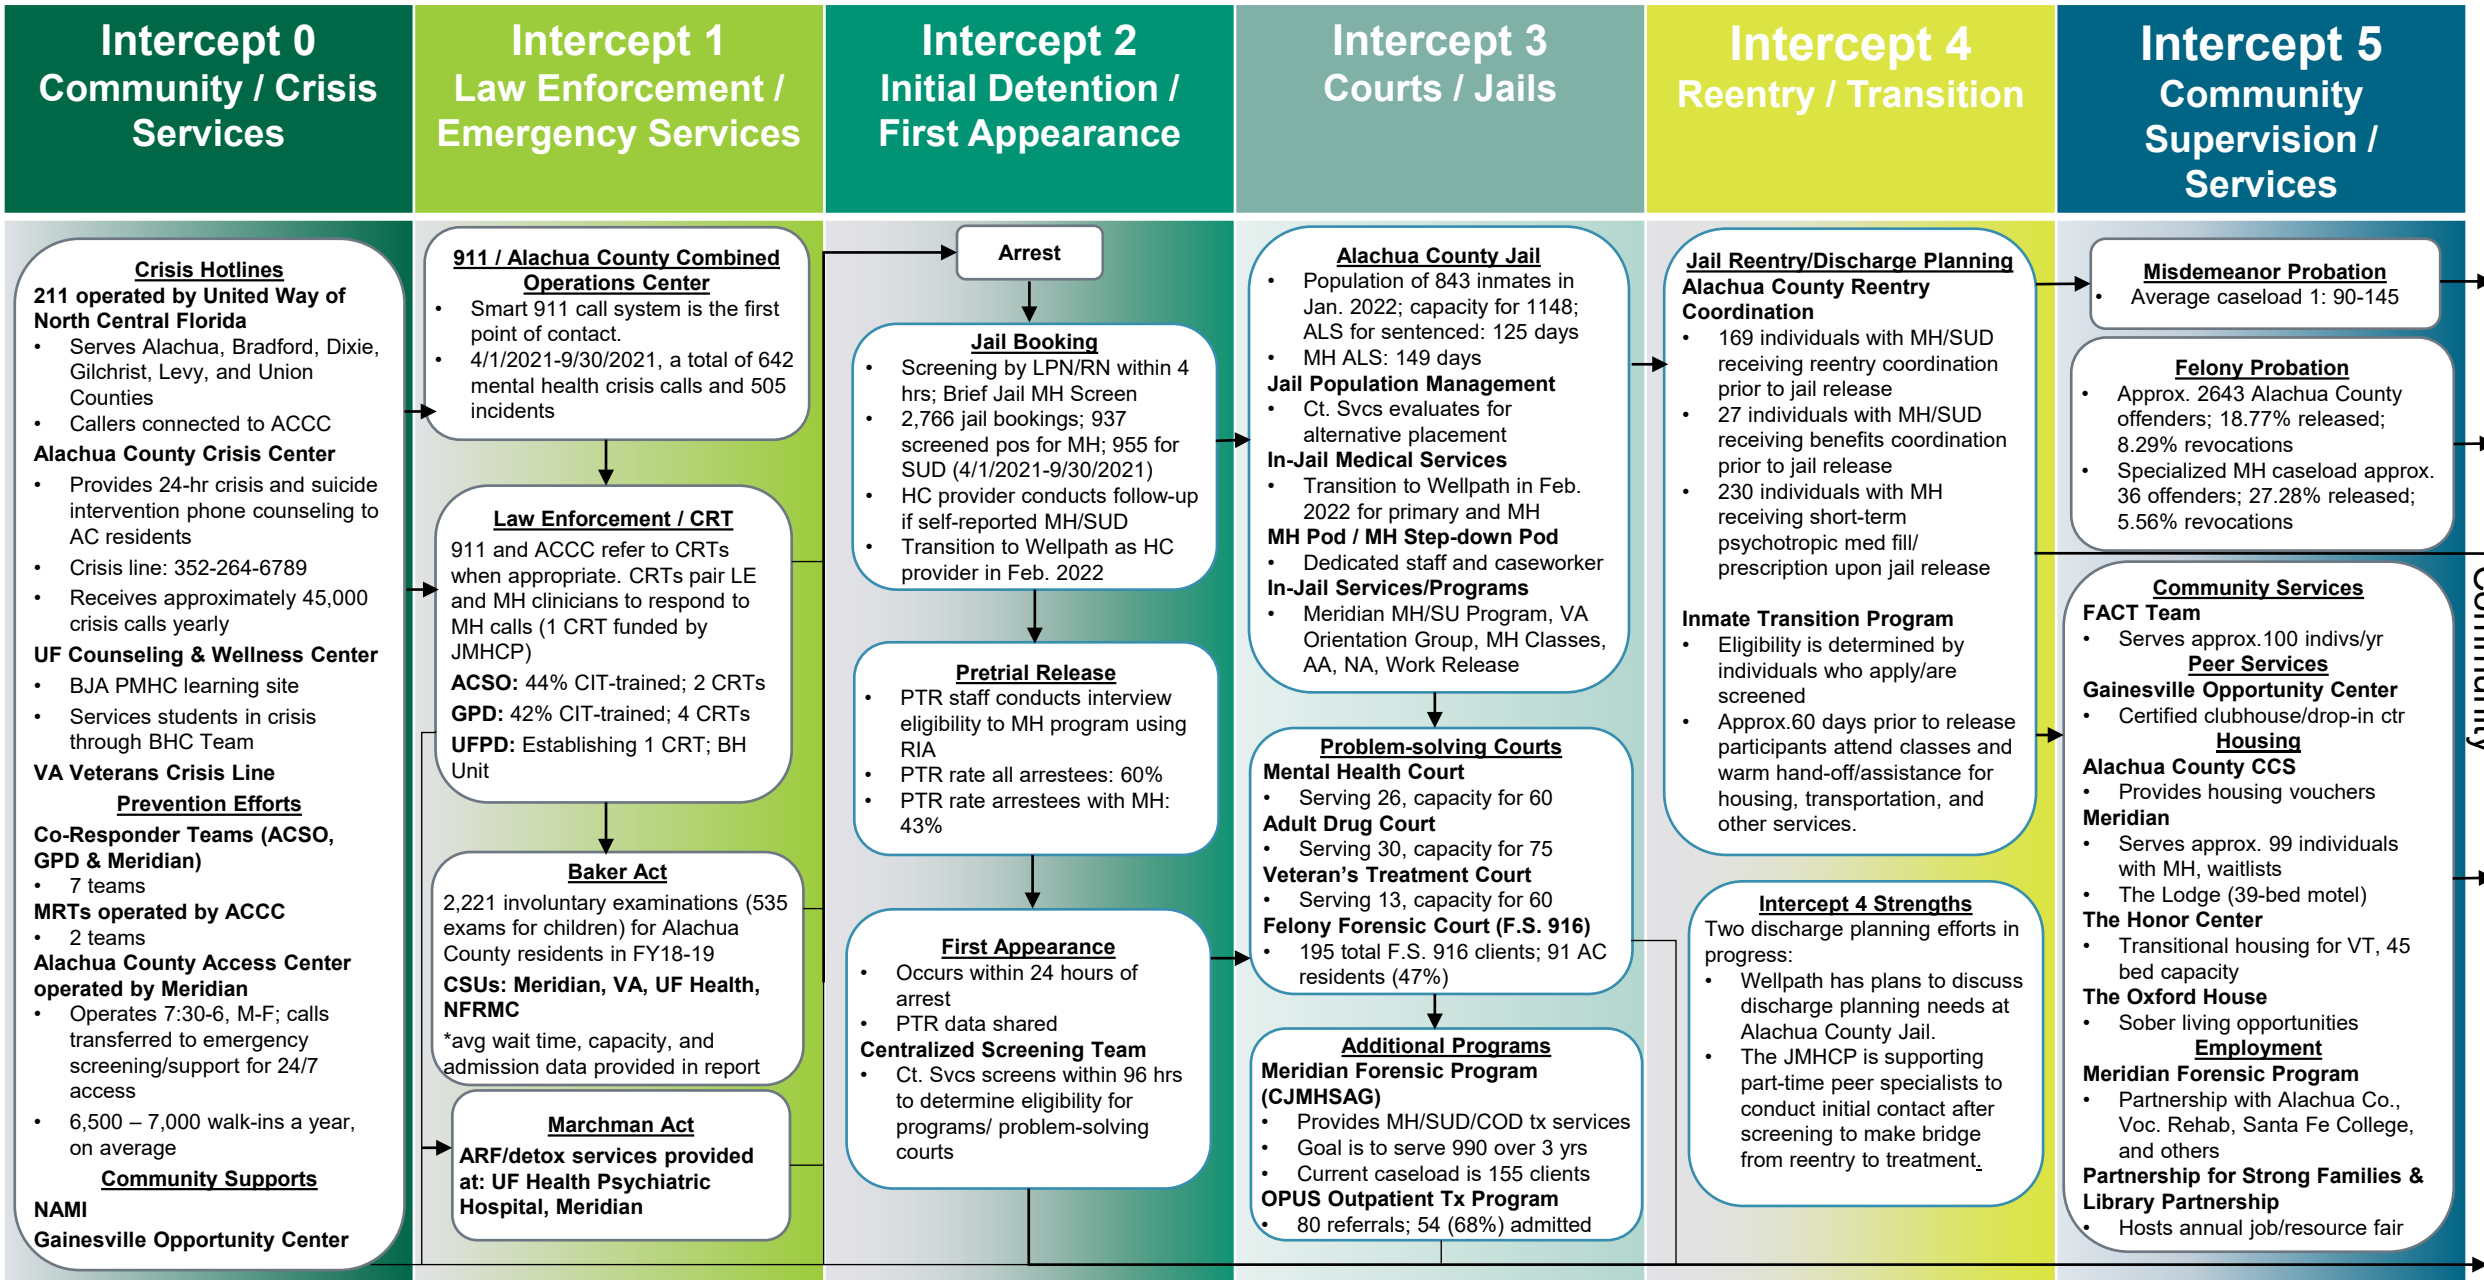 Intercept 0
Community / Crisis
Services
Intercept 1
Law Enforcement /
Emergency Services
Intercept 2
Initial Detention /
First Appearance
Intercept 3
Courts / Jails
Intercept 4
Reentry / Transition
Intercept 5
Community
Supervision /
Services
Crisis Hotlines
211 operated by United Way of
North Central Florida
• Serves Alachua, Bradford, Dixie,
Gilchrist, Levy, and Union
Counties
• Callers connected to ACCC
Alachua County Crisis Center
• Provides 24-hr crisis and suicide
intervention phone counseling to
AC residents
• Crisis line: 352-264-6789
• Receives approximately 45,000
crisis calls yearly
UF Counseling & Wellness Center
• BJA PMHC learning site
• Services students in crisis
through BHC Team
VA Veterans Crisis Line
Prevention Efforts
Co-Responder Teams (ACSO,
GPD & Meridian)
• 7 teams
MRTs operated by ACCC
• 2 teams
Alachua County Access Center
operated by Meridian
• Operates 7:30-6, M-F; calls
transferred to emergency
screening/support for 24/7
access
• 6,500 – 7,000 walk-ins a year,
on average
Community Supports
NAMI
Gainesville Opportunity Center
911 / Alachua County Combined
Operations Center
• Smart 911 call system is the first
point of contact.
• 4/1/2021-9/30/2021, a total of 642
mental health crisis calls and 505
incidents
Law Enforcement / CRT
911 and ACCC refer to CRTs
when appropriate. CRTs pair LE
and MH clinicians to respond to
MH calls (1 CRT funded by
JMHCP)
ACSO: 44% CIT-trained; 2 CRTs
GPD: 42% CIT-trained; 4 CRTs
UFPD: Establishing 1 CRT; BH
Unit
Baker Act
2,221 involuntary examinations (535
exams for children) for Alachua
County residents in FY18-19
CSUs: Meridian, VA, UF Health,
NFRMC
*avg wait time, capacity, and
admission data provided in report
Marchman Act
ARF/detox services provided
at: UF Health Psychiatric
Hospital, Meridian
Arrest
Jail Booking
• Screening by LPN/RN within 4
hrs; Brief Jail MH Screen
• 2,766 jail bookings; 937
screened pos for MH; 955 for
SUD (4/1/2021-9/30/2021)
• HC provider conducts follow-up
if self-reported MH/SUD
• Transition to Wellpath as HC
provider in Feb. 2022
Pretrial Release
• PTR staff conducts interview
eligibility to MH program using
RIA
• PTR rate all arrestees: 60%
• PTR rate arrestees with MH:
43%
First Appearance
• Occurs within 24 hours of
arrest
• PTR data shared
Centralized Screening Team
• Ct. Svcs screens within 96 hrs
to determine eligibility for
programs/ problem-solving
courts
Alachua County Jail
• Population of 843 inmates in
Jan. 2022; capacity for 1148;
ALS for sentenced: 125 days
• MH ALS: 149 days
Jail Population Management
• Ct. Svcs evaluates for
alternative placement
In-Jail Medical Services
• Transition to Wellpath in Feb.
2022 for primary and MH
MH Pod / MH Step-down Pod
• Dedicated staff and caseworker
In-Jail Services/Programs
• Meridian MH/SU Program, VA
Orientation Group, MH Classes,
AA, NA, Work Release
Problem-solving Courts
Mental Health Court
• Serving 26, capacity for 60
Adult Drug Court
• Serving 30, capacity for 75
Veteran's Treatment Court
• Serving 13, capacity for 60
Felony Forensic Court (F.S. 916)
• 195 total F.S. 916 clients; 91 AC
residents (47%)
Additional Programs
Meridian Forensic Program
(CJMHSAG)
• Provides MH/SUD/COD tx services
• Goal is to serve 990 over 3 yrs
• Current caseload is 155 clients
OPUS Outpatient Tx Program
• 80 referrals; 54 (68%) admitted
Jail Reentry/Discharge Planning
Alachua County Reentry
Coordination
• 169 individuals with MH/SUD
receiving reentry coordination
prior to jail release
• 27 individuals with MH/SUD
receiving benefits coordination
prior to jail release
• 230 individuals with MH
receiving short-term
psychotropic med fill/
prescription upon jail release
Inmate Transition Program
• Eligibility is determined by
individuals who apply/are
screened
• Approx.60 days prior to release
participants attend classes and
warm hand-off/assistance for
housing, transportation, and
other services.
Intercept 4 Strengths
Two discharge planning efforts in
progress:
• Wellpath has plans to discuss
discharge planning needs at
Alachua County Jail.
• The JMHCP is supporting
part-time peer specialists to
conduct initial contact after
screening to make bridge
from reentry to treatment.
Misdemeanor Probation
• Average caseload 1: 90-145
Felony Probation
• Approx. 2643 Alachua County
offenders; 18.77% released;
8.29% revocations
• Specialized MH caseload approx.
36 offenders; 27.28% released;
5.56% revocations
Community Services
FACT Team
• Serves approx.100 indivs/yr
Peer Services
Gainesville Opportunity Center
• Certified clubhouse/drop-in ctr
Housing
Alachua County CCS
• Provides housing vouchers
Meridian
• Serves approx. 99 individuals
with MH, waitlists
• The Lodge (39-bed motel)
The Honor Center
• Transitional housing for VT, 45
bed capacity
The Oxford House
• Sober living opportunities
Employment
Meridian Forensic Program
• Partnership with Alachua Co.,
Voc. Rehab, Santa Fe College,
and others
Partnership for Strong Families &
Library Partnership
• Hosts annual job/resource fair
Community